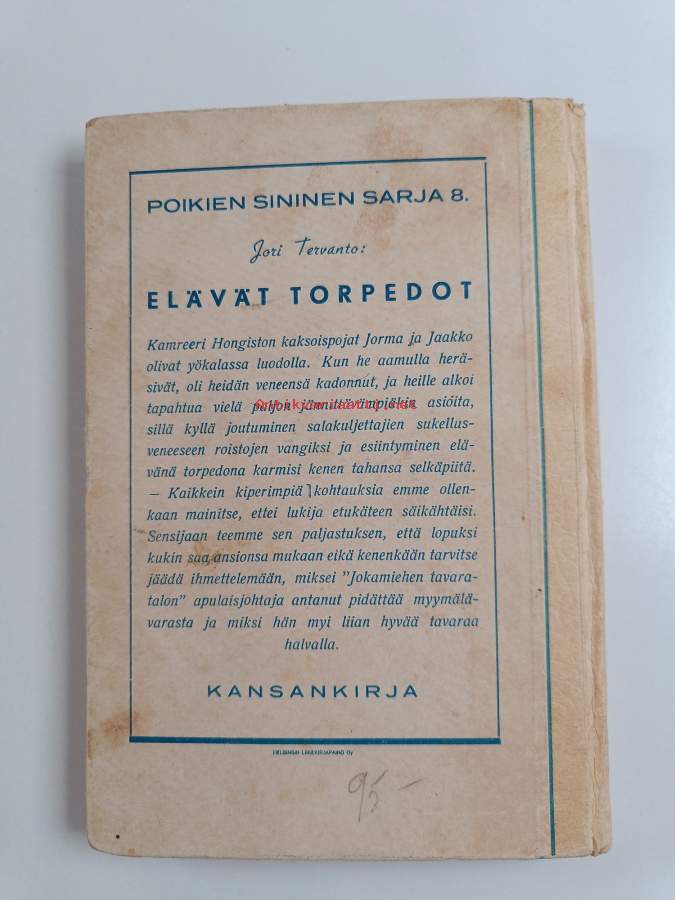 POIKIEN SININEN SARJA 8.
Jori Tervanto:
ELÄVÄT TORPEDOT
Kamreeri Hongiston kaksoispojat Jorma ja Jaakko
olivat yökalassa luodolla. Kun he aamulla herä-
sivät, oli heidän veneensä kadonnut, ja heille alkoi
tapahtua vielä paljon jännittävämpiäkin asioita,
sillä kyllä joutuminen salakuljettajien sukellus-
veneeseen roistojen vangiksi ja esiintyminen elä-
vänä torpedona karmisi kenen tahansa selkäpiitä.
— Kaikkein kiperimpiä kohtauksia emme ollen-
kaan mainitse, ettei lukija etukäteen säikähtäisi.
Sensijaan teemme sen paljastuksen, että lopuksi
kukin saa ansionsa mukaan eikä kenenkään tarvitse
jäädä ihmettelemään, miksei ”Jokamiehen tavara-
talon” apulaisjohtaja antanut pidättää myymälä-
varasta ja miksi hän myi liian hyvää tavaraa
halvalla.
KANSANKIRJA
HELSINGIN LIIKEKIRJAPAINO Oy
95 —